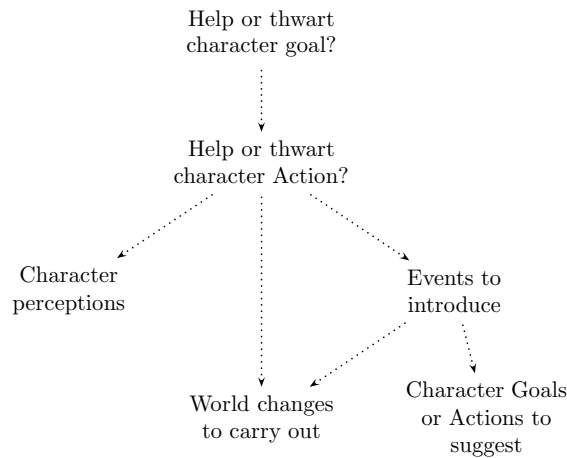 Help or thwart
character goal?
Help or thwart
character Action?
Character
perceptions
Events to
introduce
World changes
to carry out
Character Goals
or Actions to
suggest